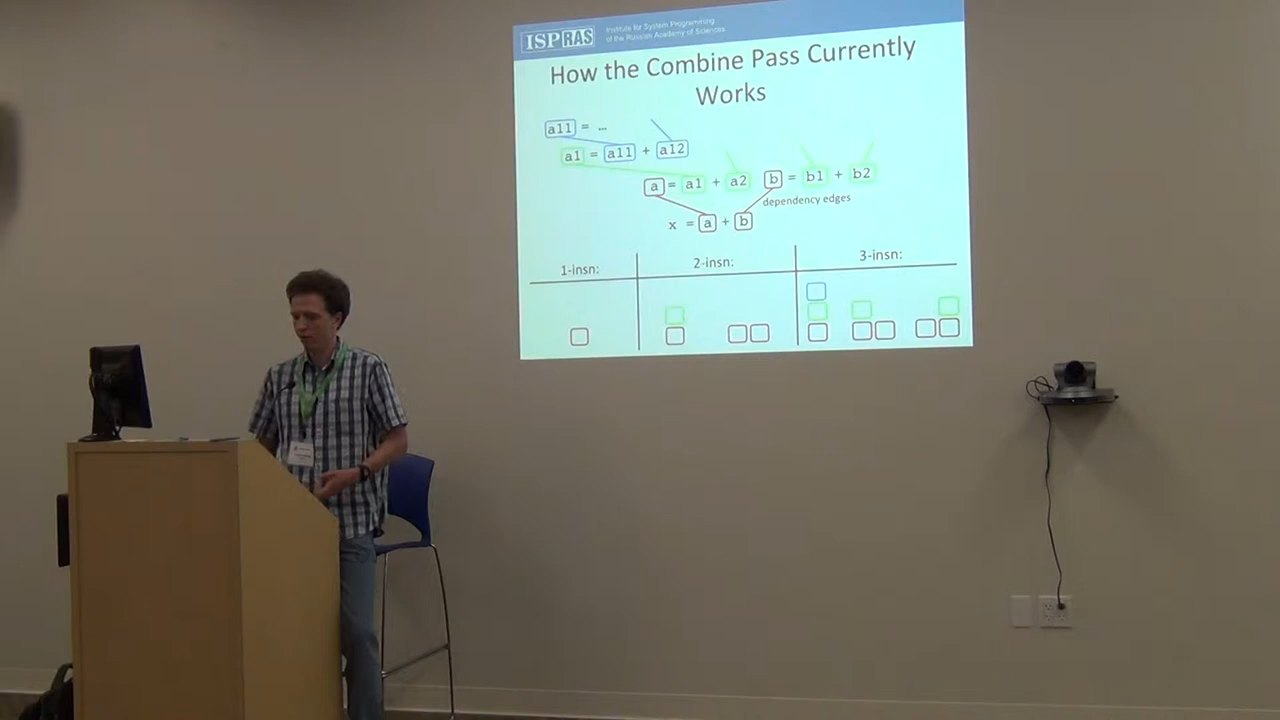 ISP RAS
Institute for System Programming
of the Russian Academy of Sciences
How the Combine Pass Currently
Works
a11 = …
a1 = a11 + a12
a = a1 + a2 b = b1 + b2
dependency edges
x = a + b
1-insn: 2-insn: 3-insn: